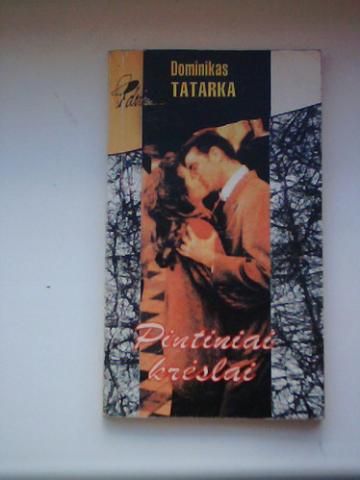 Dominikas
TATARKA
Pintiniai
krėslai